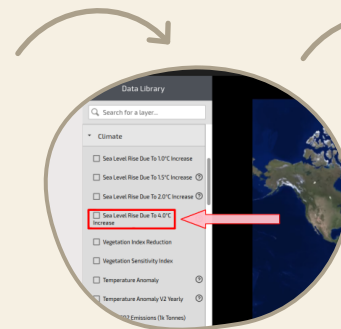 Data Library
Search for a layer...
Climate
Sea Level Rise Due To 1.0°C Increase
Sea Level Rise Due To 1.5°C Increase
Sea Level Rise Due To 2.0°C Increase
Sea Level Rise Due To 4.0°C
Increase
Vegetation Index Reduction
Vegetation Sensitivity Index
Temperature Anomaly
Temperature Anomaly V2 Yearly
Emissions (1k Tonnes)